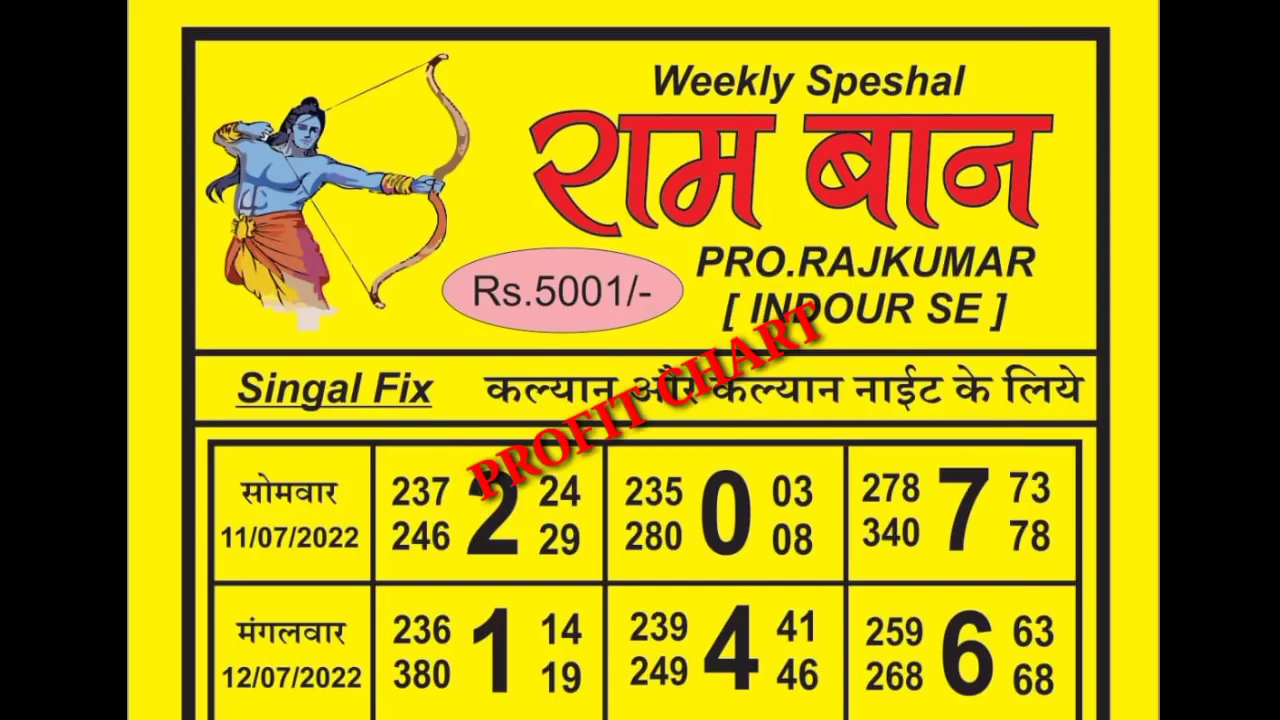 Weekly Speshal
राम बान
PRO.RAJKUMAR
Rs.5001/-
[ INDOUR SE ]
PROFIT CHART
Singal Fix कल्यान और कल्यान नाईट के लिये
सोमवार 237 2 24 235 0 03 278 7 73
11/07/2022 246 29 280 08 340 78
मंगलवार 236 1 14 239 4 41 259 6 63
12/07/2022 380 19 249 46 268 68